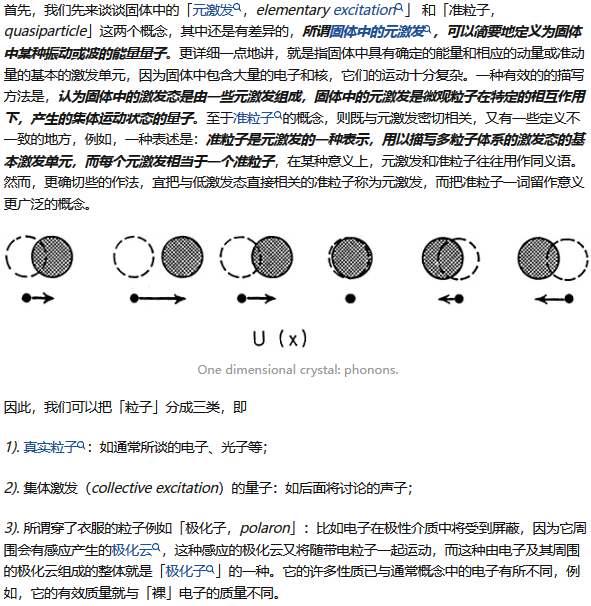 首先，我们先来谈谈固体中的「元激发，elementary excitation」 和「准粒子，
quasiparticle」这两个概念，其中还是有差异的，所谓固体中的元激发，可以简要地定义为固体
中某种振动或波的能量量子。更详细一点地讲，就是指固体中具有确定的能量和相应的动量或准动
量的基本的激发单元，因为固体中包含大量的电子和核，它们的运动十分复杂。一种有效的的描写
方法是，认为固体中的激发态是由一些元激发组成，固体中的元激发是微观粒子在特定的相互作用
下，产生的集体运动状态的量子。至于准粒子的概念，则既与元激发密切相关，又有一些定义不
一致的地方，例如，一种表述是：准粒子是元激发的一种表示，用以描写多粒子体系的激发态的基
本激发单元，而每个元激发相当于一个准粒子，在某种意义上，元激发和准粒子往往用作同义语。
然而，更确切些的作法，宜把与低激发态直接相关的准粒子称为元激发，而把准粒子一词留作意义
更广泛的概念。
U (x)
One dimensional crystal: phonons.
因此，我们可以把「粒子」分成三类，即
1). 真实粒子：如通常所谈的电子、光子等；
2). 集体激发（collective excitation）的量子：如后面将讨论的声子；
3). 所谓穿了衣服的粒子例如「极化子，polaron」：比如电子在极性介质中将受到屏蔽，因为它周
围会有感应产生的极化云，这种感应的极化云又将随带电粒子一起运动，而这种由电子及其周围
的极化云组成的整体就是「极化子」的一种。它的许多性质已与通常概念中的电子有所不同，例
如，它的有效质量就与「裸」电子的质量不同。